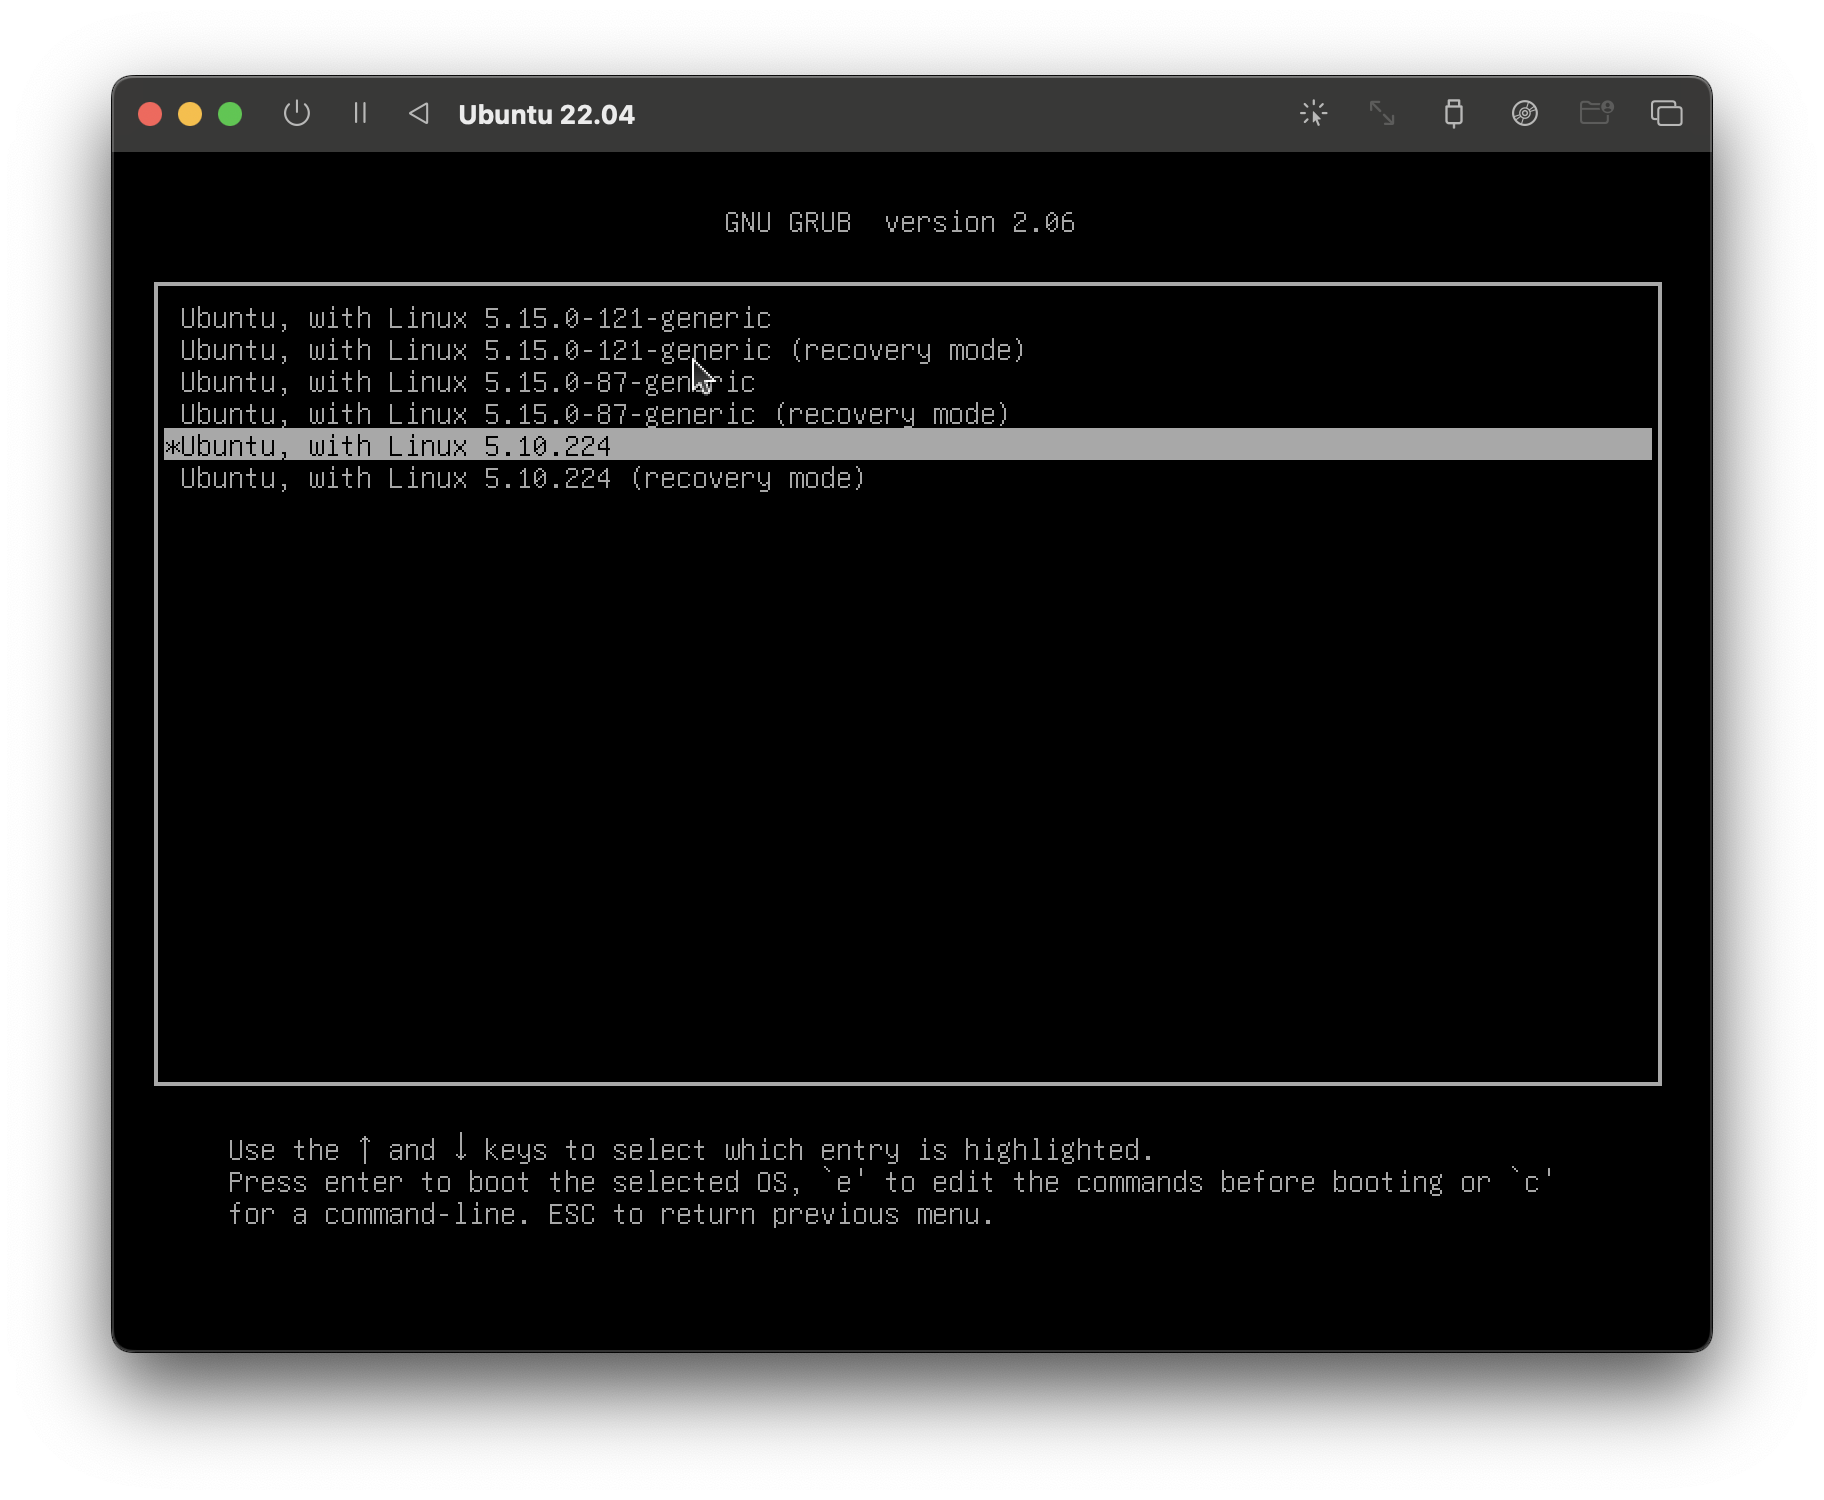 Ubuntu 22.04
GNU GRUB  version 2.06
Ubuntu, with Linux 5.15.0-121-generic
Ubuntu, with Linux 5.15.0-121-generic (recovery mode)
Ubuntu, with Linux 5.15.0-87-generic
Ubuntu, with Linux 5.15.0-87-generic (recovery mode)
*Ubuntu, with Linux 5.10.224
Ubuntu, with Linux 5.10.224 (recovery mode)
Use the ↑ and ↓ keys to select which entry is highlighted.
Press enter to boot the selected OS, `e' to edit the commands before booting or `c'
for a command-line. ESC to return previous menu.